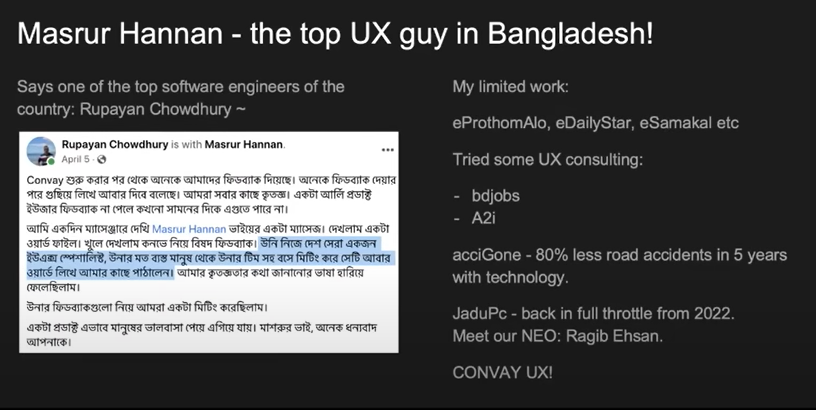 Masrur Hannan - the top UX guy in Bangladesh!
Says one of the top software engineers of the
country: Rupayan Chowdhury ~
Rupayan Chowdhury is with Masrur Hannan.
April 5 ·
Convay শুরু করার পর থেকে অনেকে আমাদের ফিডব্যাক দিয়েছে। অনেকে ফিডব্যাক দেয়ার
পরে গুছিয়ে লিখে আবার দিবে বলেছে। আমরা সবার কাছে কৃতজ্ঞ। একটা আর্লি প্রডাক্ট
ইউজার ফিডব্যাক না পেলে কখনো সামনের দিকে এগুতে পারে না।
আমি একদিন ম্যাসেঞ্জারে দেখি Masrur Hannan ভাইয়ের একটা ম্যাসেজ। দেখলাম একটা
ওয়ার্ড ফাইল। খুলে দেখলাম কনভে নিয়ে বিষদ ফিডব্যাক। উনি নিজে দেশ সেরা একজন
ইউএক্স স্পেশালিস্ট, উনার মত ব্যস্ত মানুষ থেকে উনার টিম সহ বসে মিটিং করে সেটি আবার
ওয়ার্ডে লিখে আমার কাছে পাঠালেন। আমার কৃতজ্ঞতার কথা জানানোর ভাষা হারিয়ে
ফেলেছিলাম।
উনার ফিডব্যাকগুলো নিয়ে আমরা একটা মিটিং করেছিলাম।
একটা প্রডাক্ট এভাবে মানুষের ভালবাসা পেয়ে এগিয়ে যায়। মাশরুর ভাই, অনেক ধন্যবাদ
আপনাকে।
My limited work:
eProthomAlo, eDailyStar, eSamakal etc
Tried some UX consulting:
- bdjobs
- A2i
acciGone - 80% less road accidents in 5 years
with technology.
JaduPc - back in full throttle from 2022.
Meet our NEO: Ragib Ehsan.
CONVAY UX!